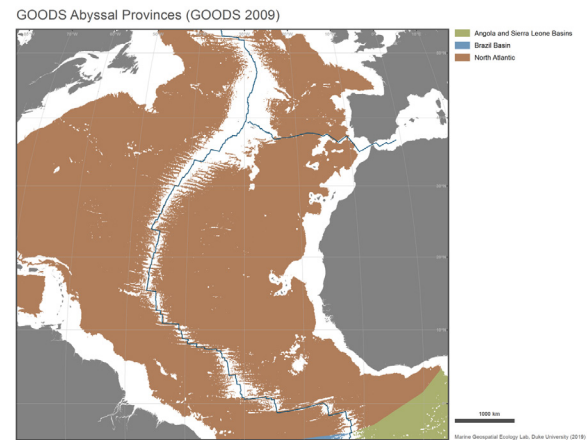 GOODS Abyssal Provinces (GOODS 2009)
Angola and Sierra Leone Basins
Brazil Basin
North Atlantic
1000 km
Marine Geospatial Ecology Lab, Duke University (2018)